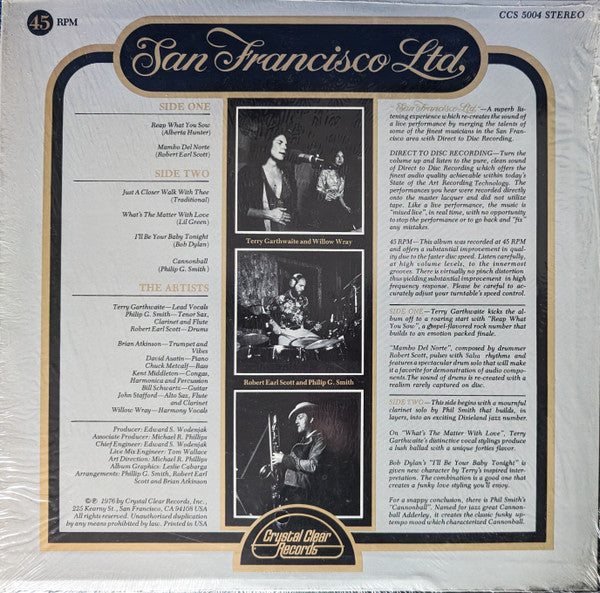 45 RPM
CCS 5004 STEREO
San Francisco Ltd.
SIDE ONE
Reap What You Sow
(Alberta Hunter)
Mambo Del Norte
(Robert Earl Scott)
SIDE TWO
Just A Closer Walk With Thee
(Traditional)
What's The Matter With Love
(Lil Green)
I'll Be Your Baby Tonight
(Bob Dylan)
Cannonball
(Philip G. Smith )
THE ARTISTS
Terry Garthwaite—Lead Vocals
Philip G. Smith—Tenor Sax,
Clarinet and Flute
Robert Earl Scott—Drums
Brian Atkinson—Trumpet and
Vibes
David Austin—Piano
Chuck Metcalf—Bass
Kent Middleton—Congas,
Harmonica and Percussion
Bill Schwartz—Guitar
John Stafford—Alto Sax, Flute
and Clarinet
Willow Wray—Harmony Vocals
Producer: Edward S. Wodenjak
Associate Producer: Michael R. Phillips
Chief Engineer: Edward S. Wodenjak
Live Mix Engineer: Tom Wallace
Art Direction: Michael R. Phillips
Album Graphics: Leslie Cabarga
Arrangements: Philip G. Smith, Robert Earl
Scott and Brian Atkinson
©℗ 1976 by Crystal Clear Records, Inc.,
225 Kearny St., San Francisco, CA 94108 USA
All rights reserved. Unauthorized duplication
by any means prohibited by law. Printed in USA
Terry Garthwaite and Willow Wray
Robert Earl Scott and Philip G. Smith
Crystal Clear
Records
San Francisco Ltd.—A superb lis-
tening experience which re-creates the sound of
a live performance by merging the talents of
some of the finest musicians in the San Fran-
cisco area with Direct to Disc Recording.
DIRECT TO DISC RECORDING—Turn the
volume up and listen to the pure, clean sound
of Direct to Disc Recording which offers the
finest audio quality achievable within today's
State of the Art Recording Technology. The
performances you hear were recorded directly
onto the master lacquer and did not utilize
tape. Like a live performance, the music is
"mixed live", in real time, with no opportunity
to stop the performance or to go back and "fix"
any mistakes.
45 RPM—This album was recorded at 45 RPM
and offers a substantial improvement in quality
due to the faster disc speed. Listen carefully,
at high volume levels, to the innermost
grooves. There is virtually no pinch distortion
thus yielding substantial improvement in high
frequency response. Please be careful to ac-
curately adjust your turntable's speed control.
SIDE ONE—Terry Garthwaite kicks the al-
bum off to a roaring start with "Reap What
You Sow", a gospel-flavored rock number that
builds to an emotion packed finale.
"Mambo Del Norte", composed by drummer
Robert Scott, pulses with Salsa rhythms and
features a spectacular drum solo that will make
it a favorite for demonstration of audio compo-
nents. The sound of drums is re-created with a
realism rarely captured on disc.
SIDE TWO—This side begins with a mournful
clarinet solo by Phil Smith that builds, in
layers, into an exciting Dixieland jazz number.
On "What's The Matter With Love", Terry
Garthwaite's distinctive vocal stylings produce
a lush ballad with a unique forties flavor.
Bob Dylan's "I'll Be Your Baby Tonight" is
given new character by Terry's inspired inter-
pretation. The combination is a good one that
creates a funky love styling you'll enjoy.
For a snappy conclusion, there is Phil Smith's
"Cannonball". Named for jazz great Cannon-
ball Adderley, it creates the classic funky up-
tempo mood which characterized Cannonball.